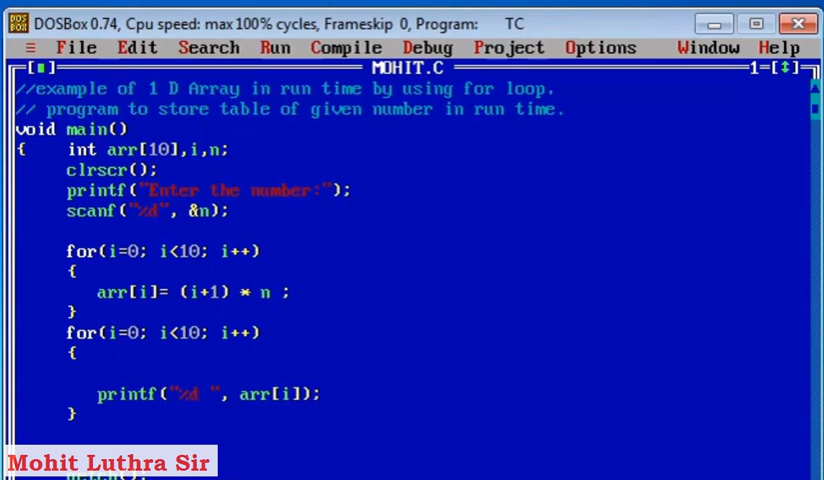 DOSBox 0.74, Cpu speed: max 100% cycles, Frameskip 0, Program: TC
≡ File Edit Search Run Compile Debug Project Options Window Help
[■] MOHIT.C 1=[↕]
//example of 1 D Array in run time by using for loop.
// program to store table of given number in run time.
void main()
{ int arr[10],i,n;
clrscr();
printf("Enter the number:");
scanf("%d", &n);
for(i=0; i<10; i++)
{
arr[i]= (i+1) * n ;
}
for(i=0; i<10; i++)
{
printf("%d ", arr[i]);
}
Mohit Luthra Sir